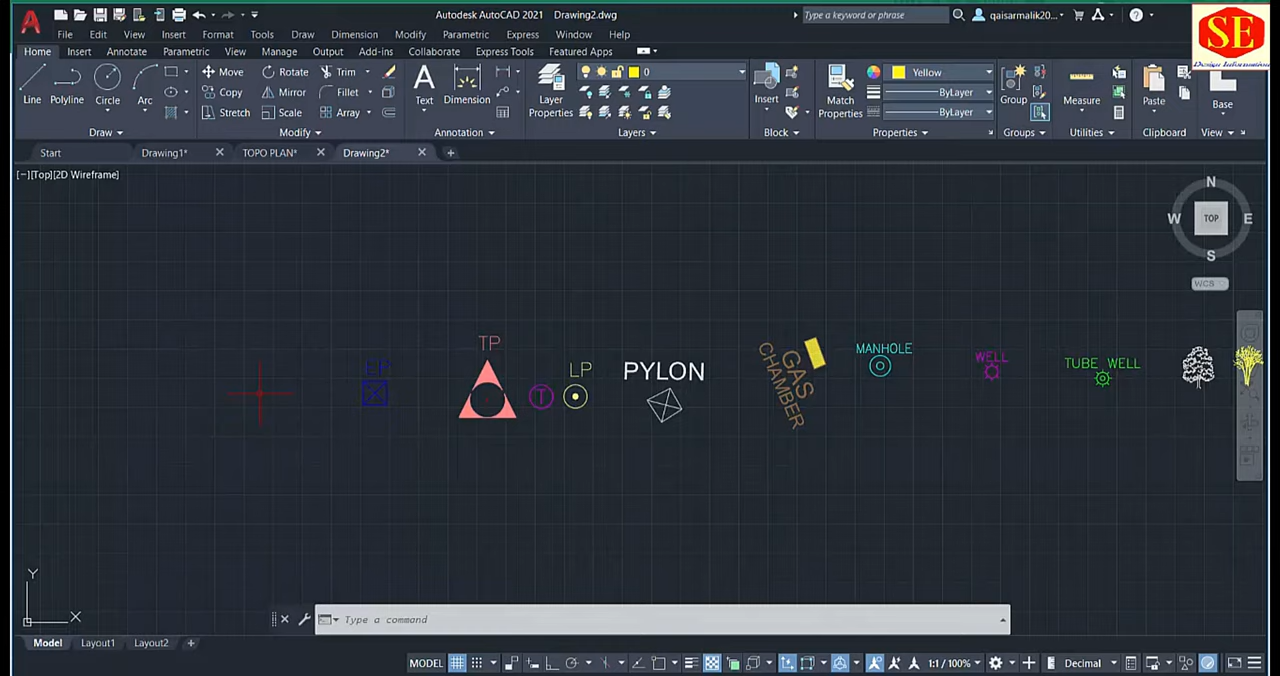 Autodesk AutoCAD 2021 Drawing2.dwg
Type a keyword or phrase
qaisarmalik20...
SE
File Edit View Insert Format Tools Draw Dimension Modify Parametric Express Window Help
Home Insert Annotate Parametric View Manage Output Add-ins Collaborate Express Tools Featured Apps
Line Polyline Circle Arc
Move Rotate Trim
Copy Mirror Fillet
Stretch Scale Array
Text Dimension
Layer Properties
0
Insert
Match Properties
Yellow
ByLayer
ByLayer
Group
Measure
Paste
Base
Draw Modify Annotation Layers Block Properties Groups Utilities Clipboard View
Start Drawing1* TOPO PLAN* Drawing2*
[−][Top][2D Wireframe]
N
W TOP E
S
WCS
TP
T
LP
PYLON
GAS
CHAMBER
MANHOLE
WELL
TUBE WELL
Y
X
Type a command
Model Layout1 Layout2
MODEL 1:1 / 100% Decimal